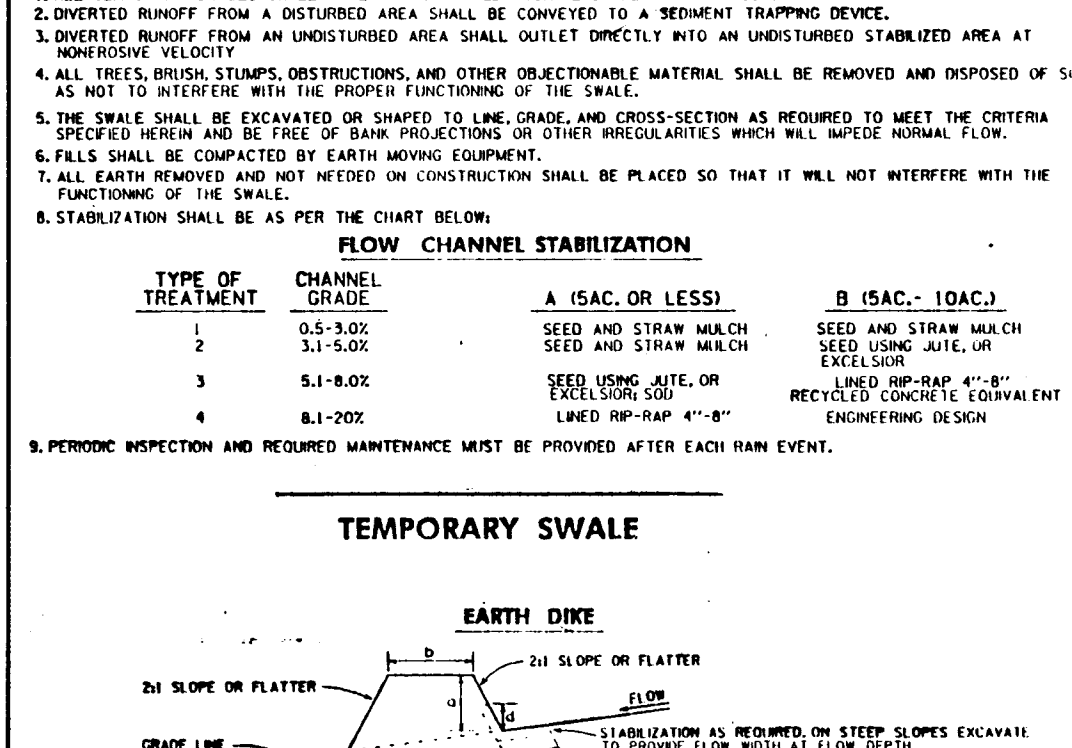 2. DIVERTED RUNOFF FROM A DISTURBED AREA SHALL BE CONVEYED TO A SEDIMENT TRAPPING DEVICE.
3. DIVERTED RUNOFF FROM AN UNDISTURBED AREA SHALL OUTLET DIRECTLY INTO AN UNDISTURBED STABILIZED AREA AT
NONEROSIVE VELOCITY
4. ALL TREES, BRUSH, STUMPS, OBSTRUCTIONS, AND OTHER OBJECTIONABLE MATERIAL SHALL BE REMOVED AND DISPOSED OF
AS NOT TO INTERFERE WITH THE PROPER FUNCTIONING OF THE SWALE.
5. THE SWALE SHALL BE EXCAVATED OR SHAPED TO LINE, GRADE, AND CROSS-SECTION AS REQUIRED TO MEET THE CRITERIA
SPECIFIED HEREIN AND BE FREE OF BANK PROJECTIONS OR OTHER IRREGULARITIES WHICH WILL IMPEDE NORMAL FLOW.
6. FILLS SHALL BE COMPACTED BY EARTH MOVING EQUIPMENT.
7. ALL EARTH REMOVED AND NOT NEEDED ON CONSTRUCTION SHALL BE PLACED SO THAT IT WILL NOT INTERFERE WITH THE
FUNCTIONING OF THE SWALE.
8. STABILIZATION SHALL BE AS PER THE CHART BELOW:
FLOW CHANNEL STABILIZATION
TYPE OF TREATMENT CHANNEL GRADE A (5AC. OR LESS) B (5AC.- 10AC.)
1 0.5-3.0% SEED AND STRAW MULCH SEED AND STRAW MULCH
2 3.1-5.0% SEED AND STRAW MULCH SEED USING JUTE, OR
EXCELSIOR
3 5.1-8.0% SEED USING JUTE, OR LINED RIP-RAP 4"-8"
EXCELSIOR; SOD RECYCLED CONCRETE EQUIVALENT
4 8.1-20% LINED RIP-RAP 4"-8" ENGINEERING DESIGN
9. PERIODIC INSPECTION AND REQUIRED MAINTENANCE MUST BE PROVIDED AFTER EACH RAIN EVENT.
TEMPORARY SWALE
EARTH DIKE
b
2:1 SLOPE OR FLATTER
2:1 SLOPE OR FLATTER
a
d
FLOW
STABILIZATION AS REQUIRED. ON STEEP SLOPES EXCAVATE
TO PROVIDE FLOW WIDTH AT FLOW DEPTH
GRADE LINE